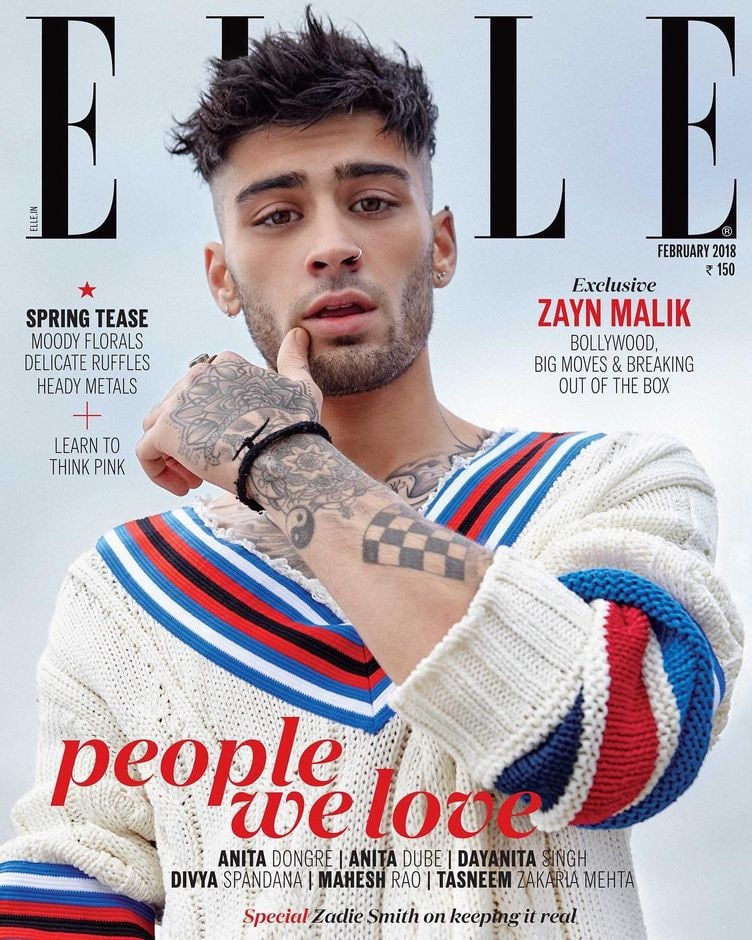 ELLE
ELLE.IN
®
FEBRUARY 2018
₹ 150
SPRING TEASE
MOODY FLORALS
DELICATE RUFFLES
HEADY METALS
+
LEARN TO
THINK PINK
Exclusive
ZAYN MALIK
BOLLYWOOD,
BIG MOVES & BREAKING
OUT OF THE BOX
people
we love
ANITA DONGRE | ANITA DUBE | DAYANITA SINGH
DIVYA SPANDANA | MAHESH RAO | TASNEEM ZAKARIA MEHTA
Special Zadie Smith on keeping it real